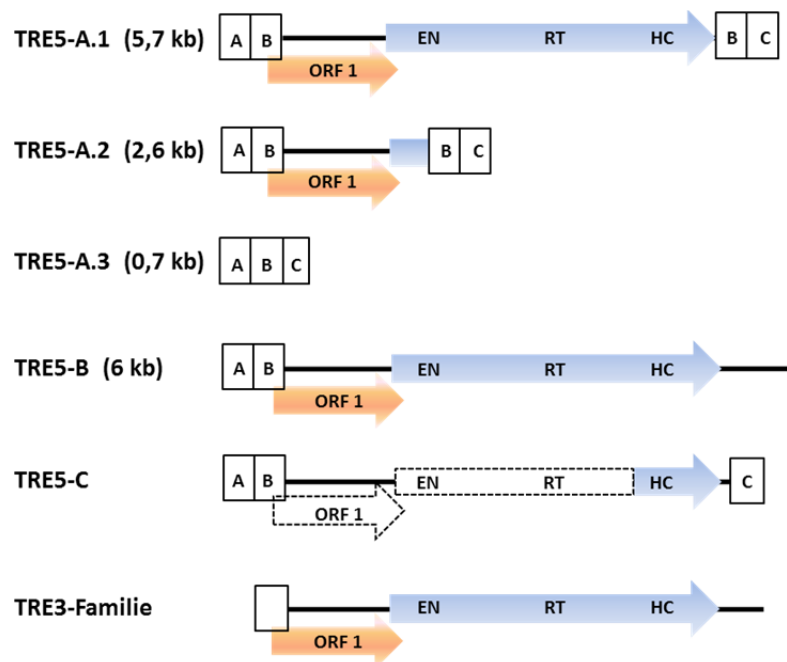 TRE5-A.1 (5,7 kb) A B EN RT HC B C
ORF 1
TRE5-A.2 (2,6 kb) A B B C
ORF 1
TRE5-A.3 (0,7 kb) A B C
TRE5-B (6 kb) A B EN RT HC
ORF 1
TRE5-C A B EN RT HC C
ORF 1
TRE3-Familie EN RT HC
ORF 1